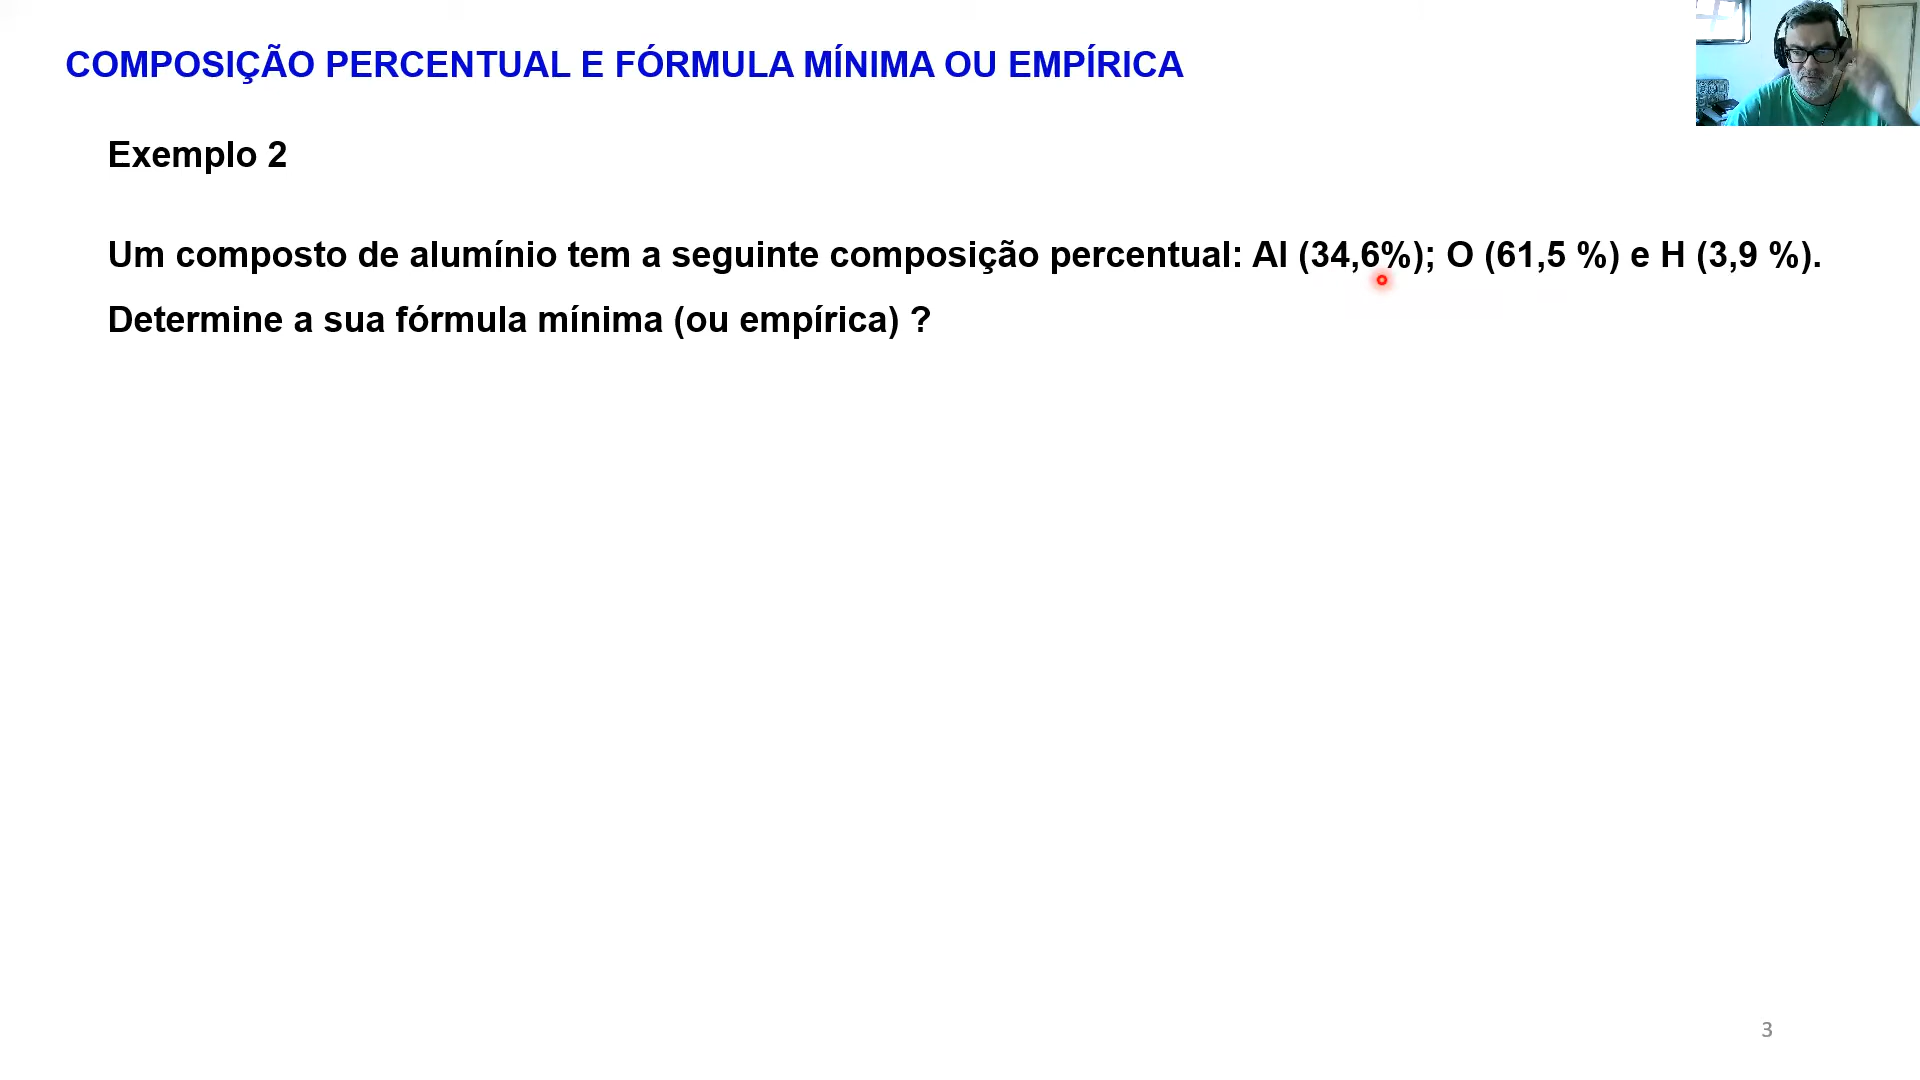 COMPOSIÇÃO PERCENTUAL E FÓRMULA MÍNIMA OU EMPÍRICA
Exemplo 2
Um composto de alumínio tem a seguinte composição percentual: Al (34,6%); O (61,5 %) e H (3,9 %).
Determine a sua fórmula mínima (ou empírica) ?
3